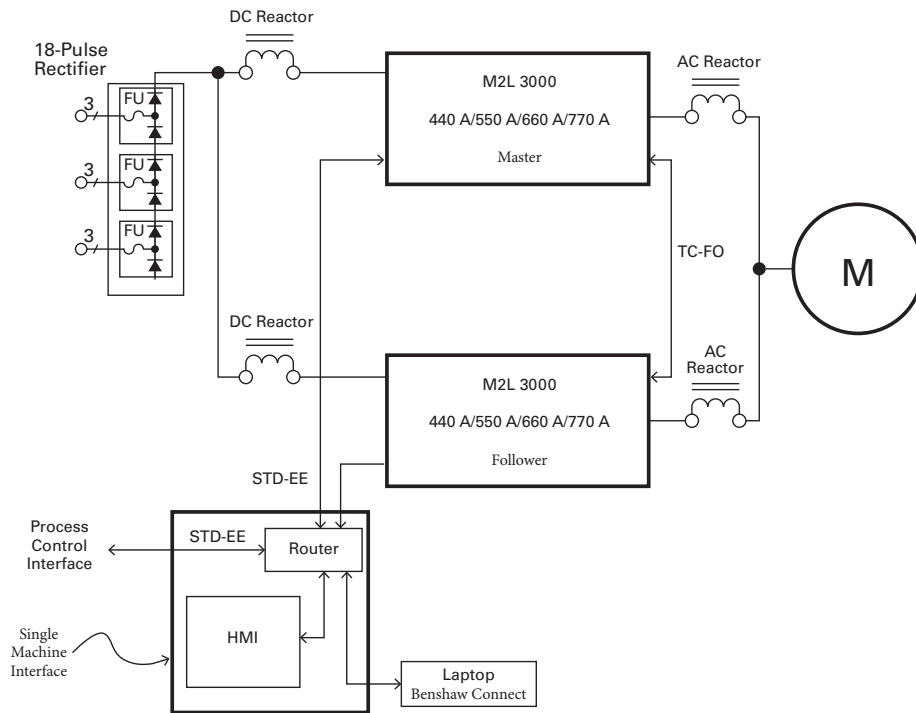 DC Reactor
18-Pulse
Rectifier
AC Reactor
M2L 3000
440 A/550 A/660 A/770 A
Master
3
FU
3
FU
3
FU
TC-FO
M
DC Reactor
AC
Reactor
M2L 3000
440 A/550 A/660 A/770 A
Follower
STD-EE
Process
Control
Interface
STD-EE
Router
Single
Machine
Interface
HMI
Laptop
Benshaw Connect